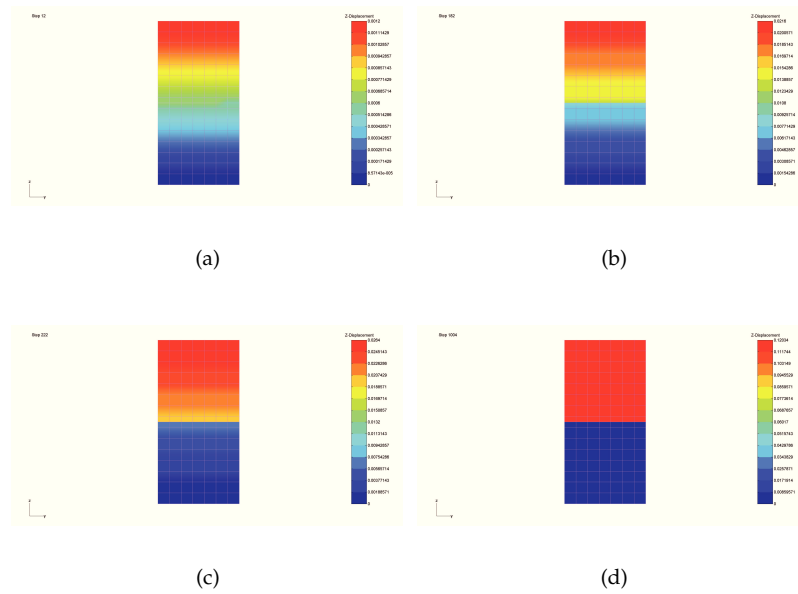 Step 12
Z-Displacement
0.0012
0.00111429
0.00102857
0.000942857
0.000857143
0.000771429
0.000685714
0.0006
0.000514286
0.000428571
0.000342857
0.000257143
0.000171429
8.57143e-005
0
z
y
(a)
Step 182
Z-Displacement
0.0216
0.0200571
0.0185143
0.0169714
0.0154286
0.0138857
0.0123429
0.0108
0.00925714
0.00771429
0.00617143
0.00462857
0.00308571
0.00154286
0
z
y
(b)
Step 222
Z-Displacement
0.0264
0.0245143
0.0226286
0.0207429
0.0188571
0.0169714
0.0150857
0.0132
0.0113143
0.00942857
0.00754286
0.00565714
0.00377143
0.00188571
0
z
y
(c)
Step 1004
Z-Displacement
0.12034
0.111744
0.103149
0.0945529
0.0859571
0.0773614
0.0687657
0.06017
0.0515743
0.0429786
0.0343829
0.0257871
0.0171914
0.00859571
0
z
y
(d)